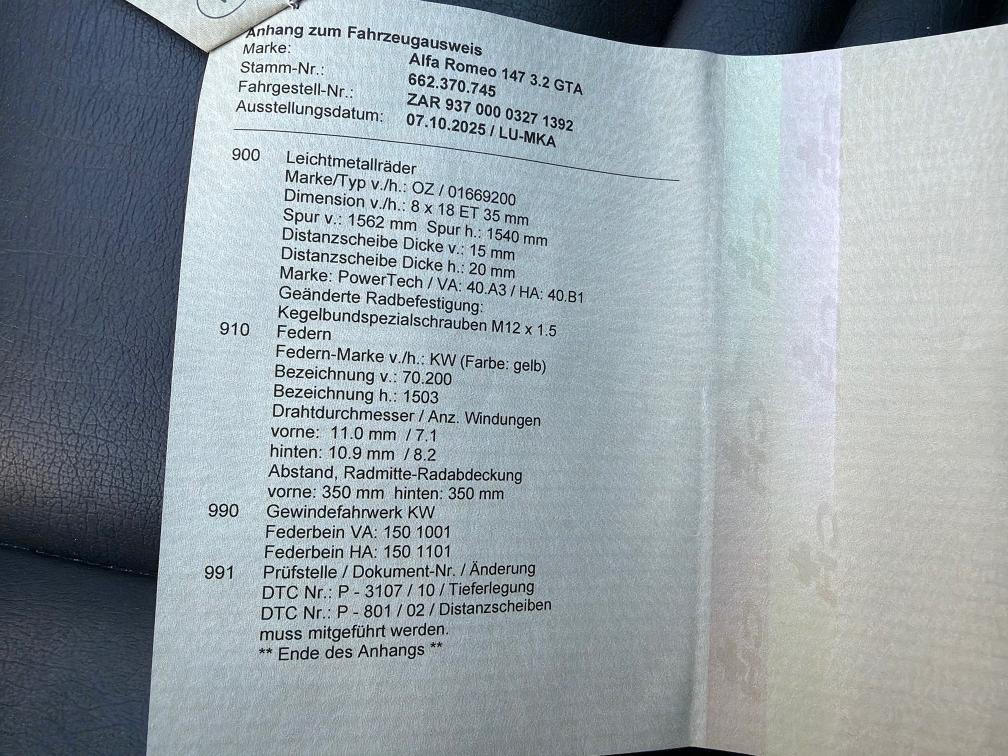 Anhang zum Fahrzeugausweis
Marke: Alfa Romeo 147 3.2 GTA
Stamm-Nr.: 662.370.745
Fahrgestell-Nr.: ZAR 937 000 0327 1392
Ausstellungsdatum: 07.10.2025 / LU-MKA
900 Leichtmetallräder
Marke/Typ v./h.: OZ / 01669200
Dimension v./h.: 8 x 18 ET 35 mm
Spur v.: 1562 mm Spur h.: 1540 mm
Distanzscheibe Dicke v.: 15 mm
Distanzscheibe Dicke h.: 20 mm
Marke: PowerTech / VA: 40.A3 / HA: 40.B1
Geänderte Radbefestigung:
Kegelbundspezialschrauben M12 x 1.5
910 Federn
Federn-Marke v./h.: KW (Farbe: gelb)
Bezeichnung v.: 70.200
Bezeichnung h.: 1503
Drahtdurchmesser / Anz. Windungen
vorne: 11.0 mm / 7.1
hinten: 10.9 mm / 8.2
Abstand, Radmitte-Radabdeckung
vorne: 350 mm hinten: 350 mm
990 Gewindefahrwerk KW
Federbein VA: 150 1001
Federbein HA: 150 1101
991 Prüfstelle / Dokument-Nr. / Änderung
DTC Nr.: P - 3107 / 10 / Tieferlegung
DTC Nr.: P - 801 / 02 / Distanzscheiben
muss mitgeführt werden.
** Ende des Anhangs **